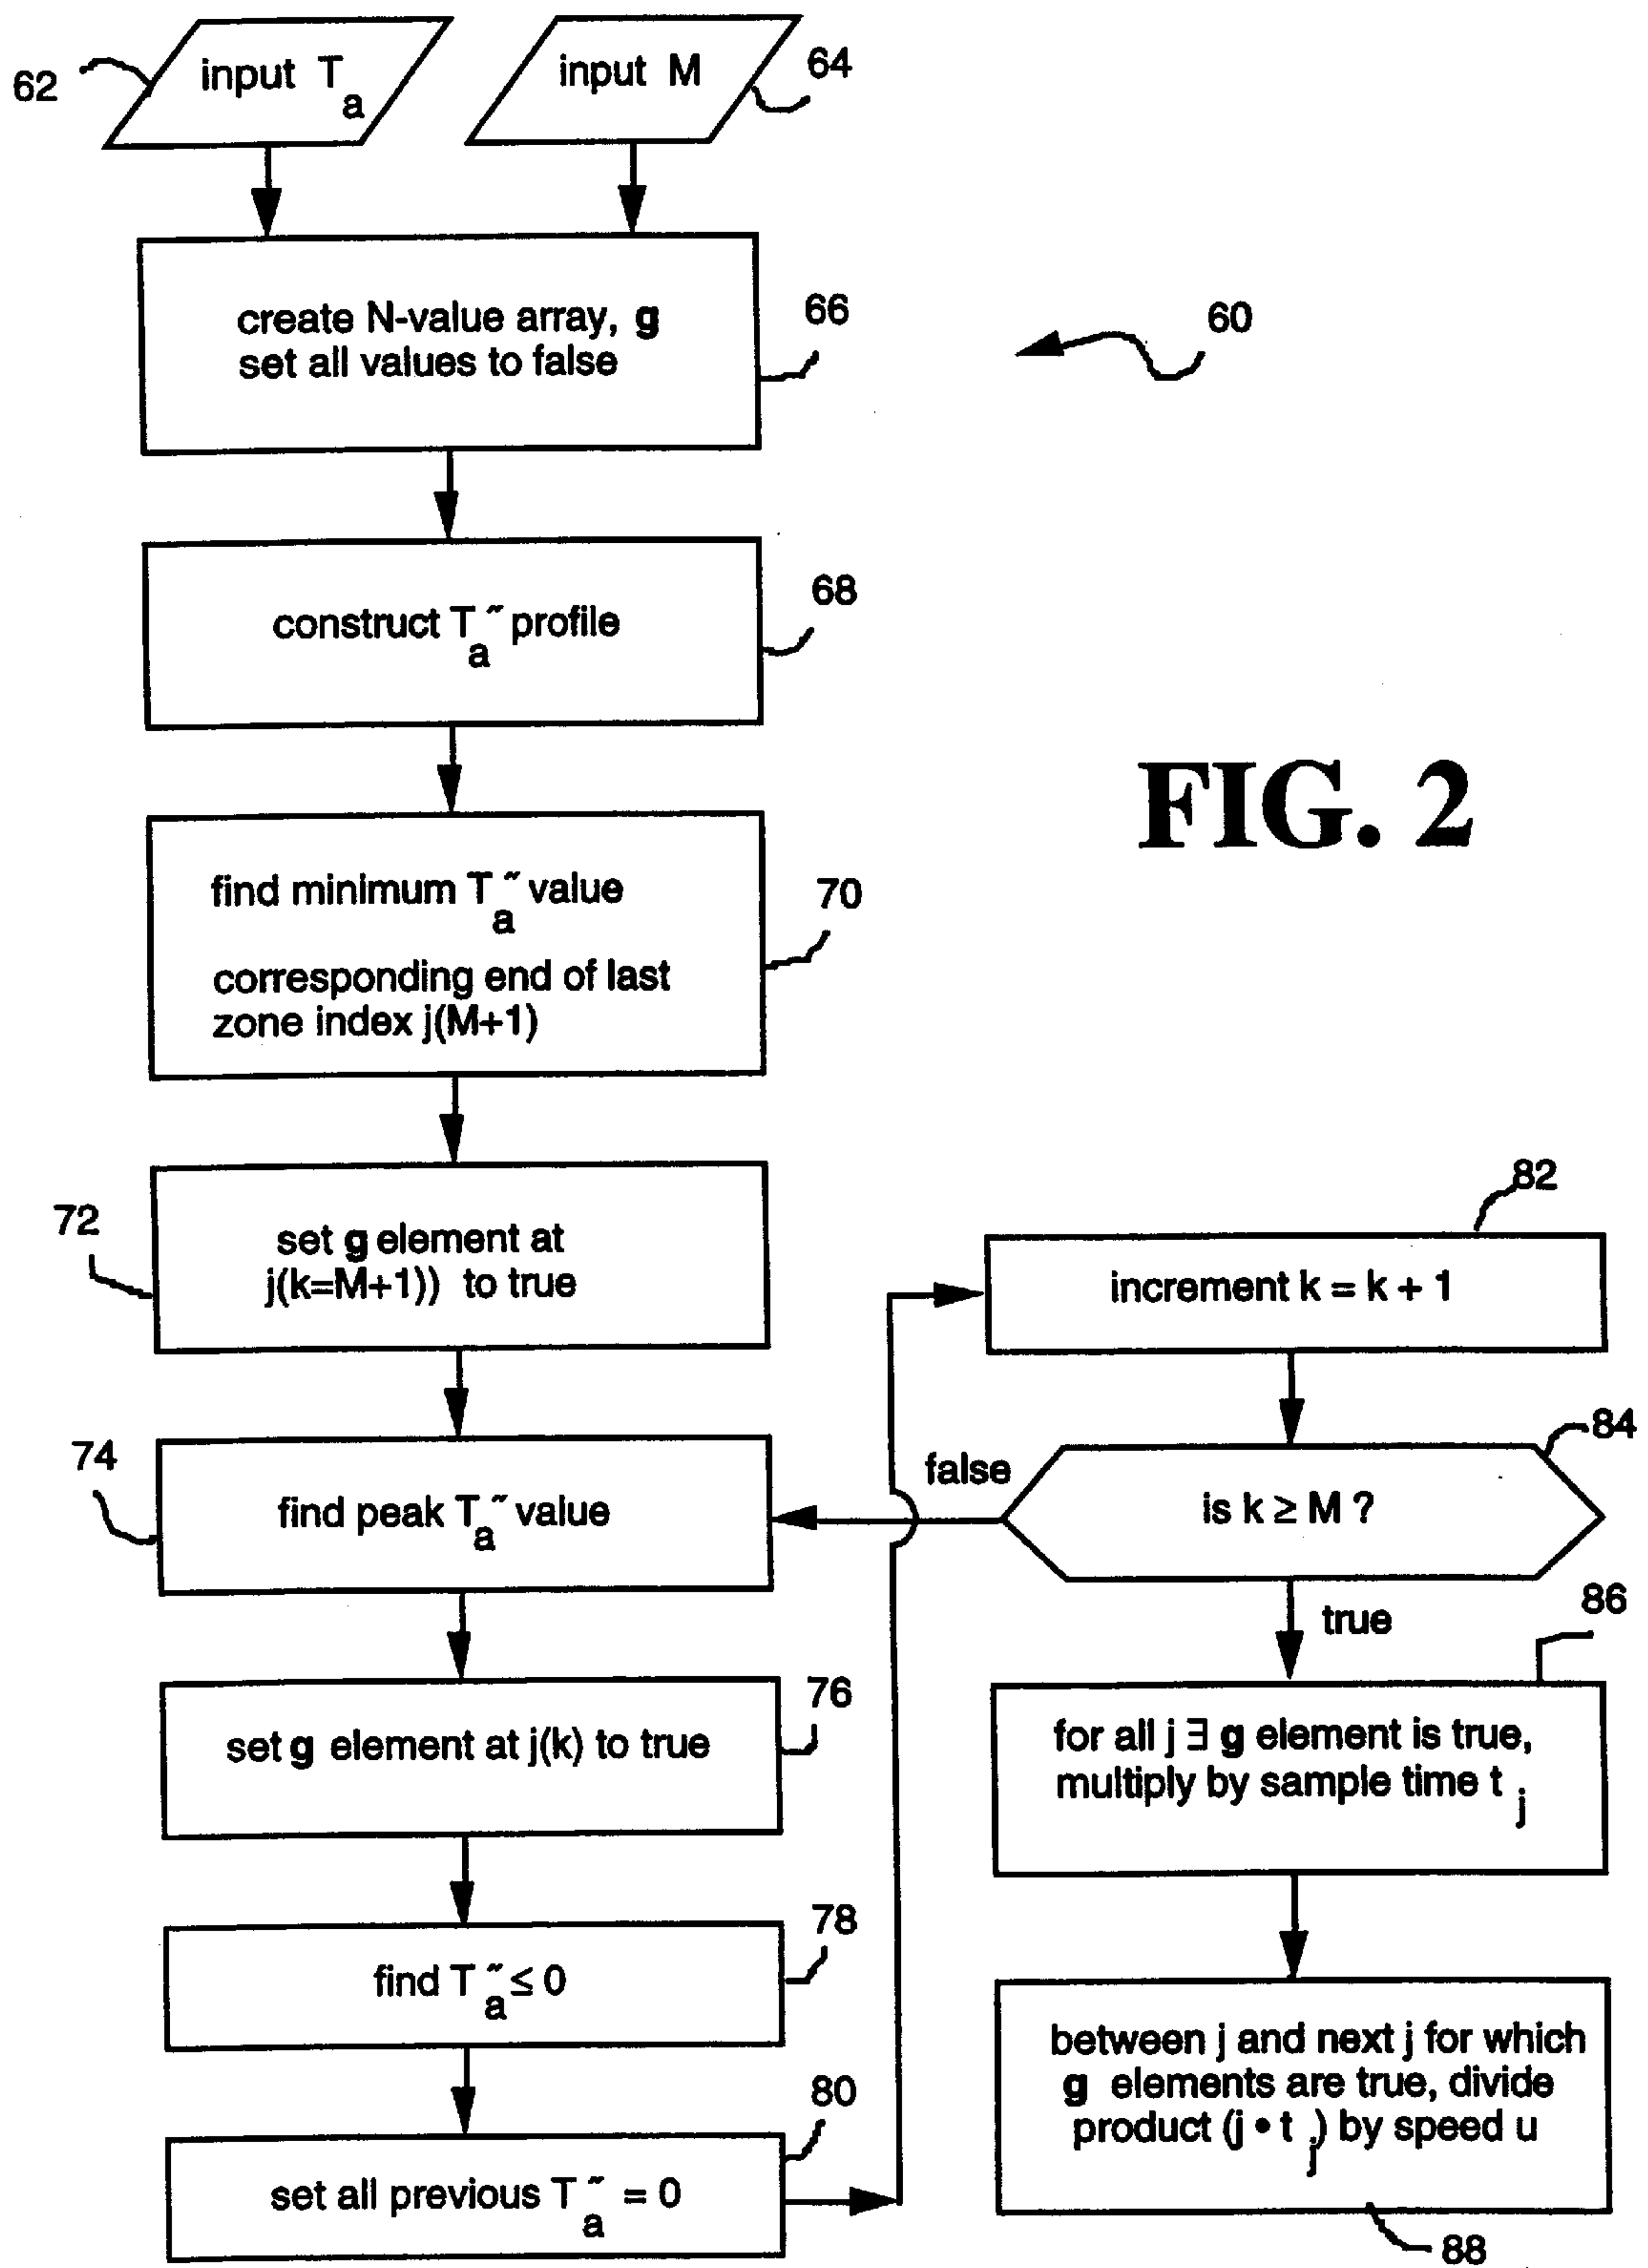 62
input T a
input M
64
create N-value array, g
set all values to false
66
60
construct T a ″ profile
68
FIG. 2
find minimum T a ″ value
corresponding end of last
zone index j(M+1)
70
72
set g element at
j(k=M+1)) to true
82
increment k = k + 1
74
find peak T a ″ value
false
84
is k ≥ M ?
true
76
set g element at j(k) to true
86
for all j ∃ g element is true,
multiply by sample time t j
78
find T a ″ ≤ 0
between j and next j for which
g elements are true, divide
product (j • t j) by speed u
80
set all previous T a ″ = 0
88